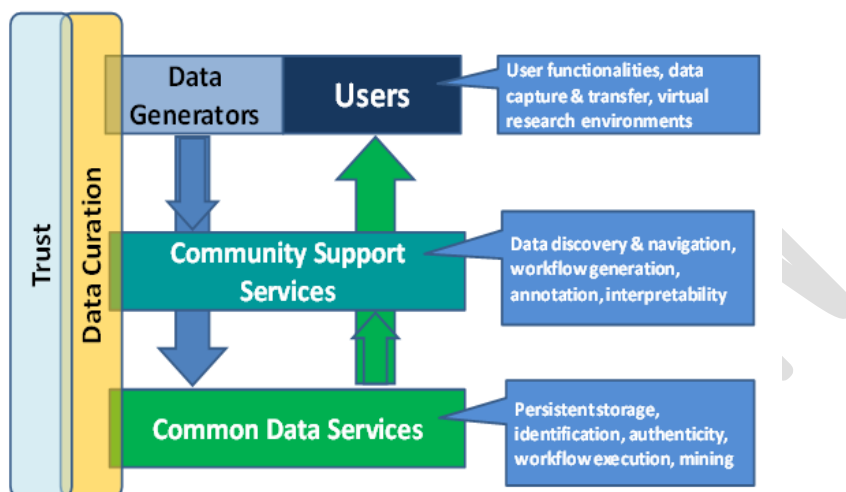 Trust
Data Curation
Data
Generators
Users
User functionalities, data
capture & transfer, virtual
research environments
Community Support
Services
Data discovery & navigation,
workflow generation,
annotation, interpretability
Common Data Services
Persistent storage,
identification, authenticity,
workflow execution, mining